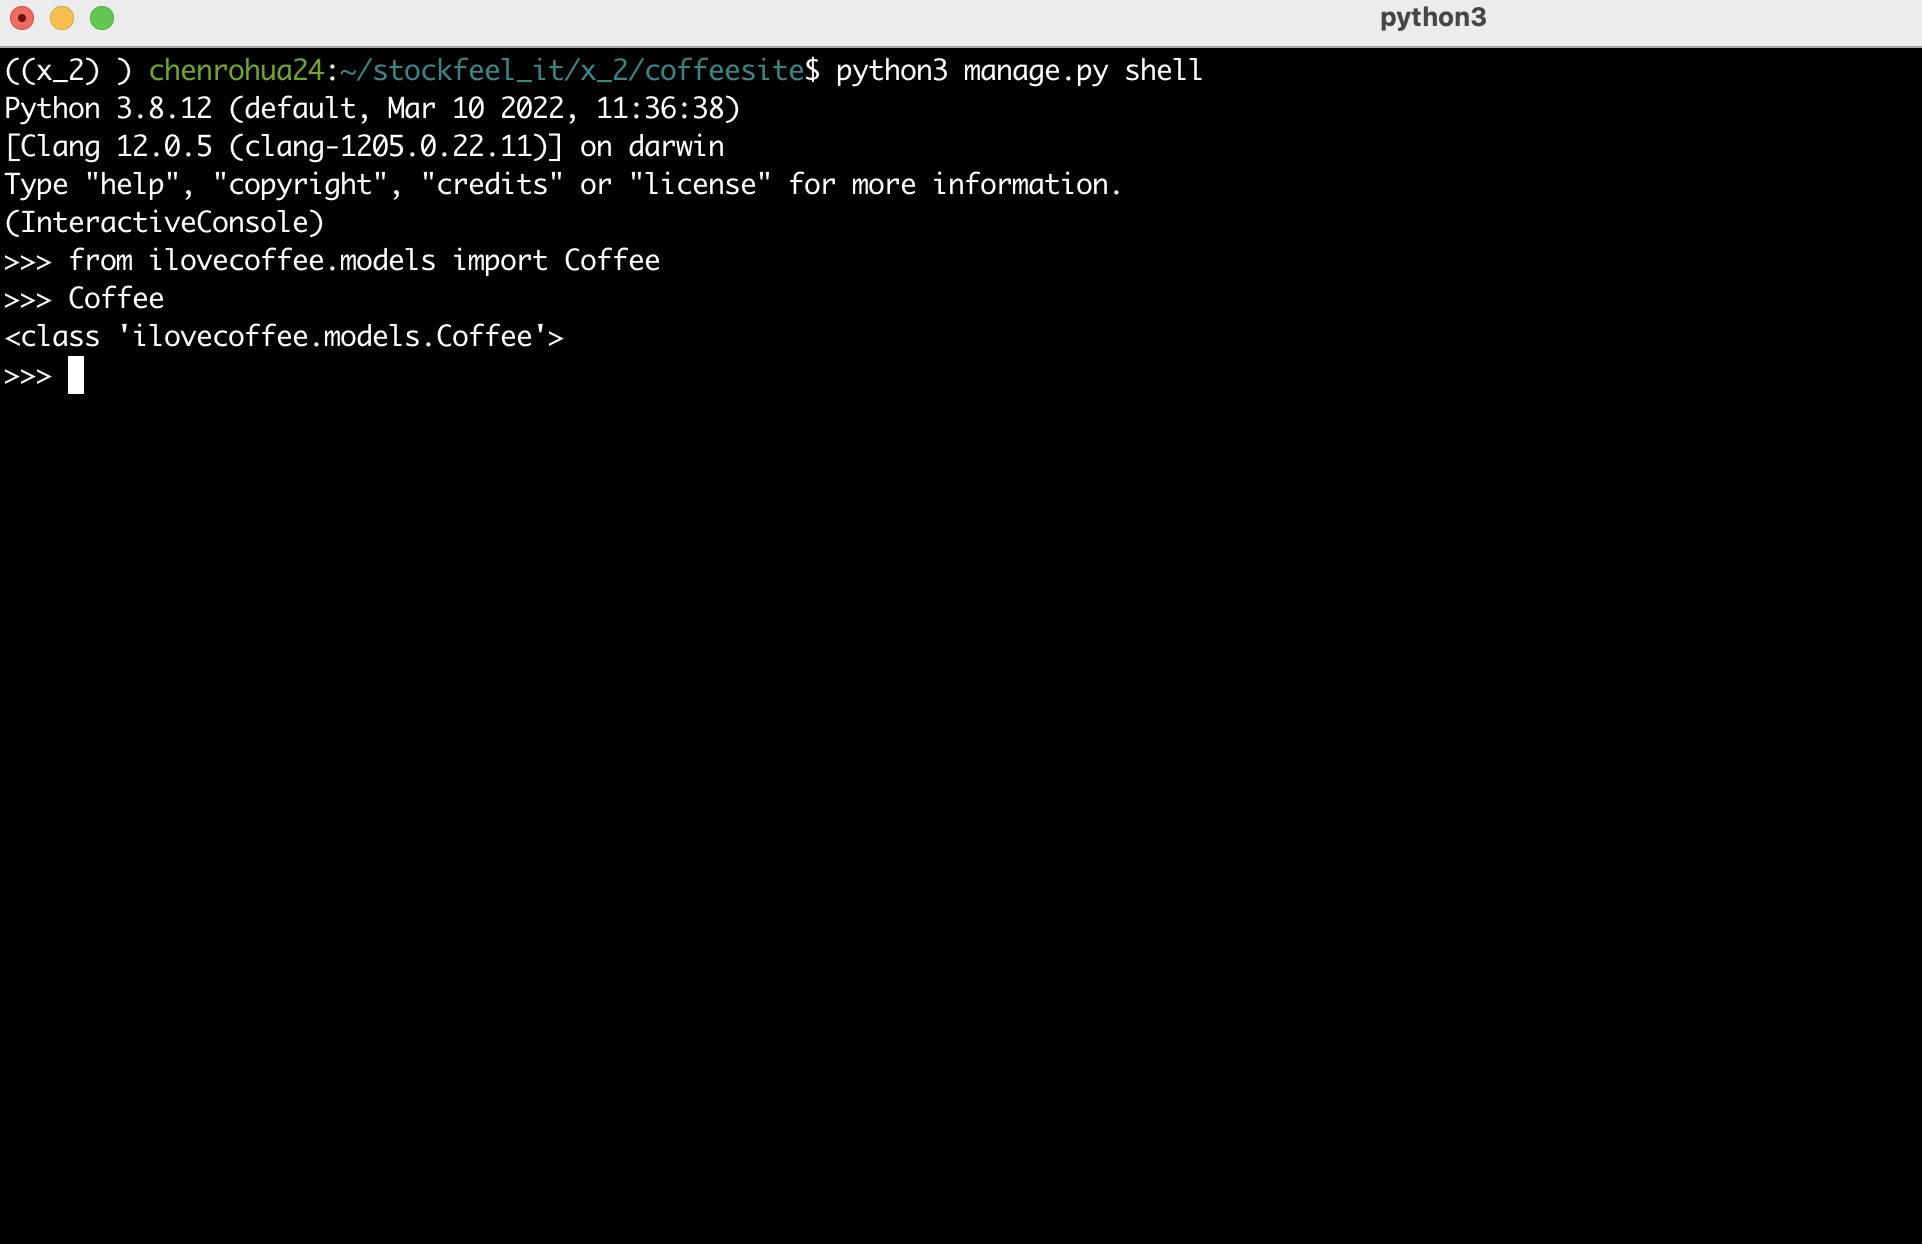 python3
((x_2) ) chenrohua24:~/stockfeel_it/x_2/coffeesite$ python3 manage.py shell
Python 3.8.12 (default, Mar 10 2022, 11:36:38)
[Clang 12.0.5 (clang-1205.0.22.11)] on darwin
Type "help", "copyright", "credits" or "license" for more information.
(InteractiveConsole)
>>> from ilovecoffee.models import Coffee
>>> Coffee
<class 'ilovecoffee.models.Coffee'>
>>>